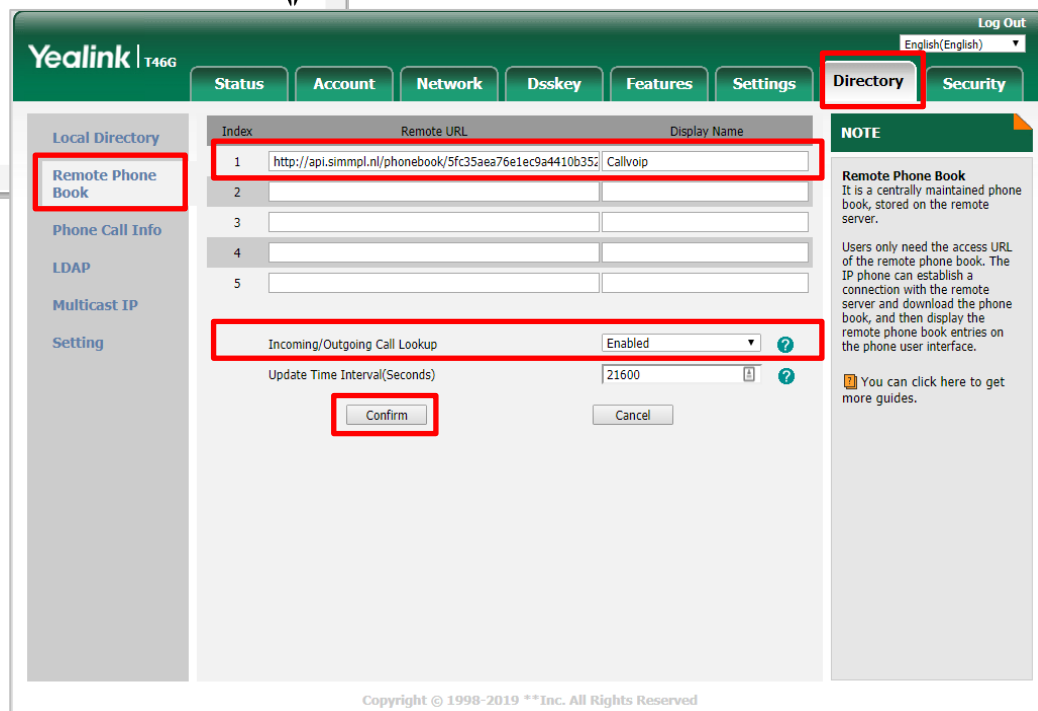 Log Out
Yealink | T46G
English(English)
Status Account Network Dsskey Features Settings Directory Security
Local Directory
Remote Phone
Book
Phone Call Info
LDAP
Multicast IP
Setting
Index Remote URL Display Name
1 http://api.simmpl.nl/phonebook/5fc35aea76e1ec9a4410b352 Callvoip
2
3
4
5
Incoming/Outgoing Call Lookup Enabled
Update Time Interval(Seconds) 21600
Confirm Cancel
NOTE
Remote Phone Book
It is a centrally maintained phone
book, stored on the remote
server.
Users only need the access URL
of the remote phone book. The
IP phone can establish a
connection with the remote
server and download the phone
book, and then display the
remote phone book entries on
the phone user interface.
You can click here to get
more guides.
Copyright © 1998-2019 **Inc. All Rights Reserved